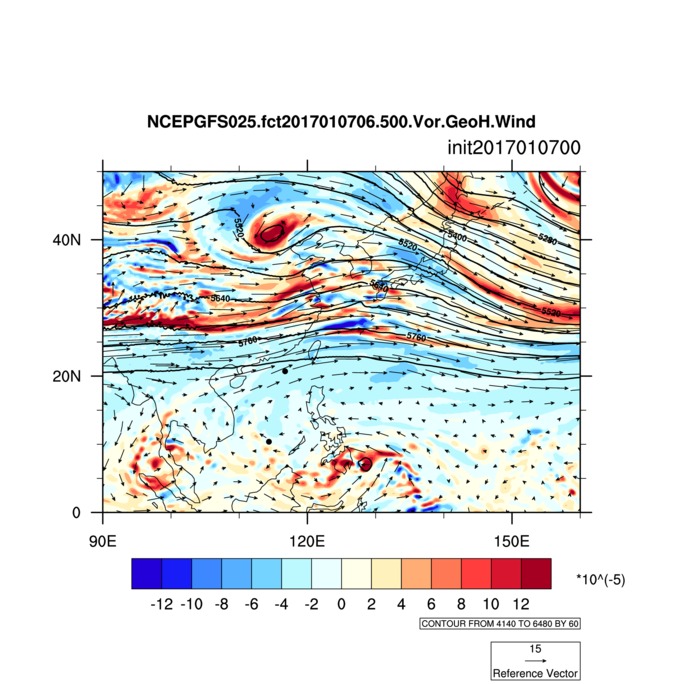 NCEPGFS025.fct2017010706.500.Vor.GeoH.Wind
init2017010700
40N
20N
0
90E 120E 150E
5520
5520
5400
5280
5640
5520
5760
5760
-12 -10 -8 -6 -4 -2 0 2 4 6 8 10 12
*10^(-5)
CONTOUR FROM 4140 TO 6480 BY 60
15
Reference Vector